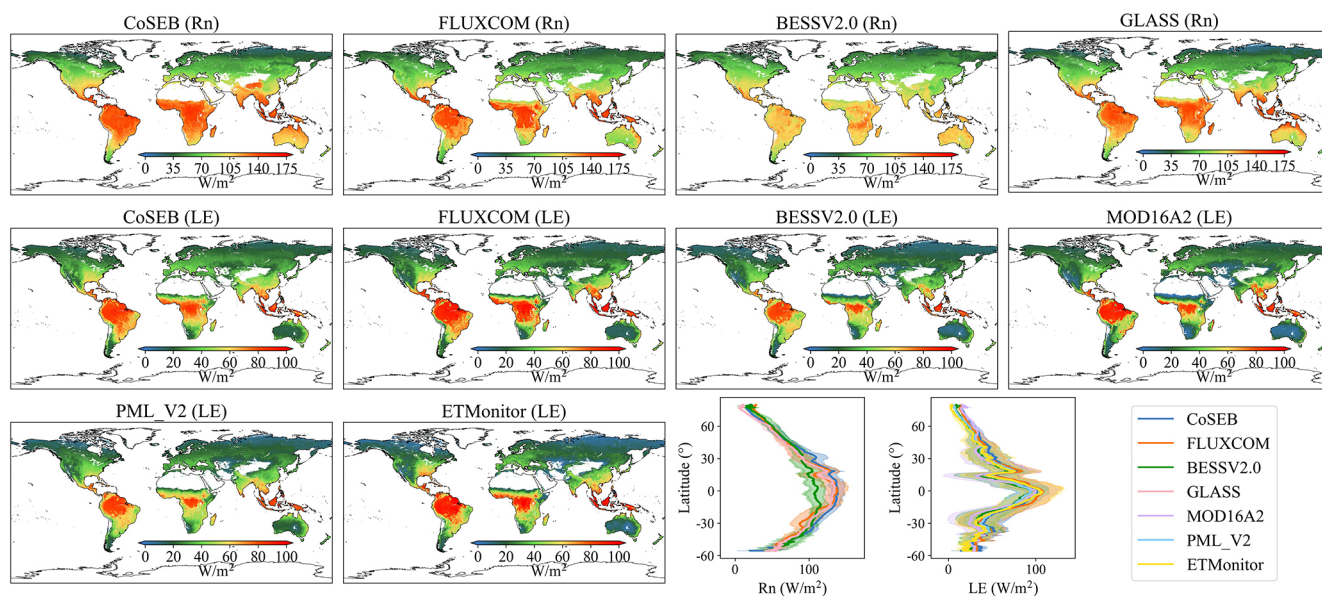 CoSEB (Rn)
FLUXCOM (Rn)
BESSV2.0 (Rn)
GLASS (Rn)
0 35 70 105 140 175
W/m²
0 35 70 105 140 175
W/m²
0 35 70 105 140 175
W/m²
0 35 70 105 140 175
W/m²
CoSEB (LE)
FLUXCOM (LE)
BESSV2.0 (LE)
MOD16A2 (LE)
0 20 40 60 80 100
W/m²
0 20 40 60 80 100
W/m²
0 20 40 60 80 100
W/m²
0 20 40 60 80 100
W/m²
PML_V2 (LE)
ETMonitor (LE)
0 20 40 60 80 100
W/m²
0 20 40 60 80 100
W/m²
Latitude (°)
60
30
0
-30
-60
0 100
Rn (W/m²)
Latitude (°)
60
30
0
-30
-60
0 100
LE (W/m²)
CoSEB
FLUXCOM
BESSV2.0
GLASS
MOD16A2
PML_V2
ETMonitor